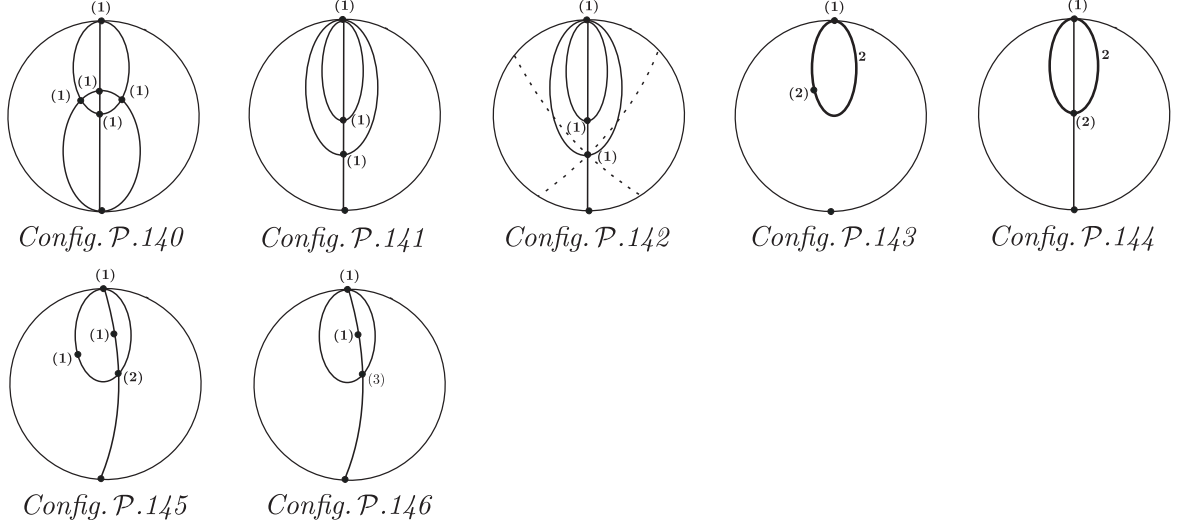 (1) (1) (1) (1) (1)
(1) (1) (1) (1) (1) (1) (1) (1) (1) 2 (2) 2 (2)
Config. P.140 Config. P.141 Config. P.142 Config. P.143 Config. P.144
(1) (1)
(1) (1) (2) (1) (3)
Config. P.145 Config. P.146